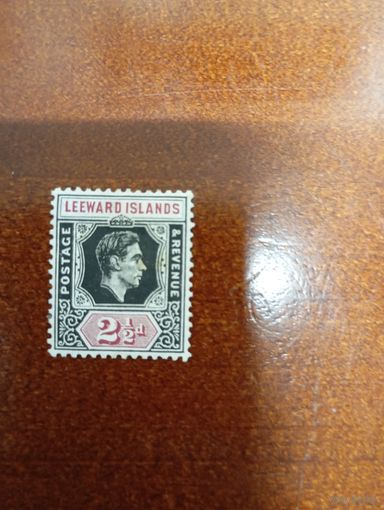 LEEWARD ISLANDS
POSTAGE
& REVENUE
2½d